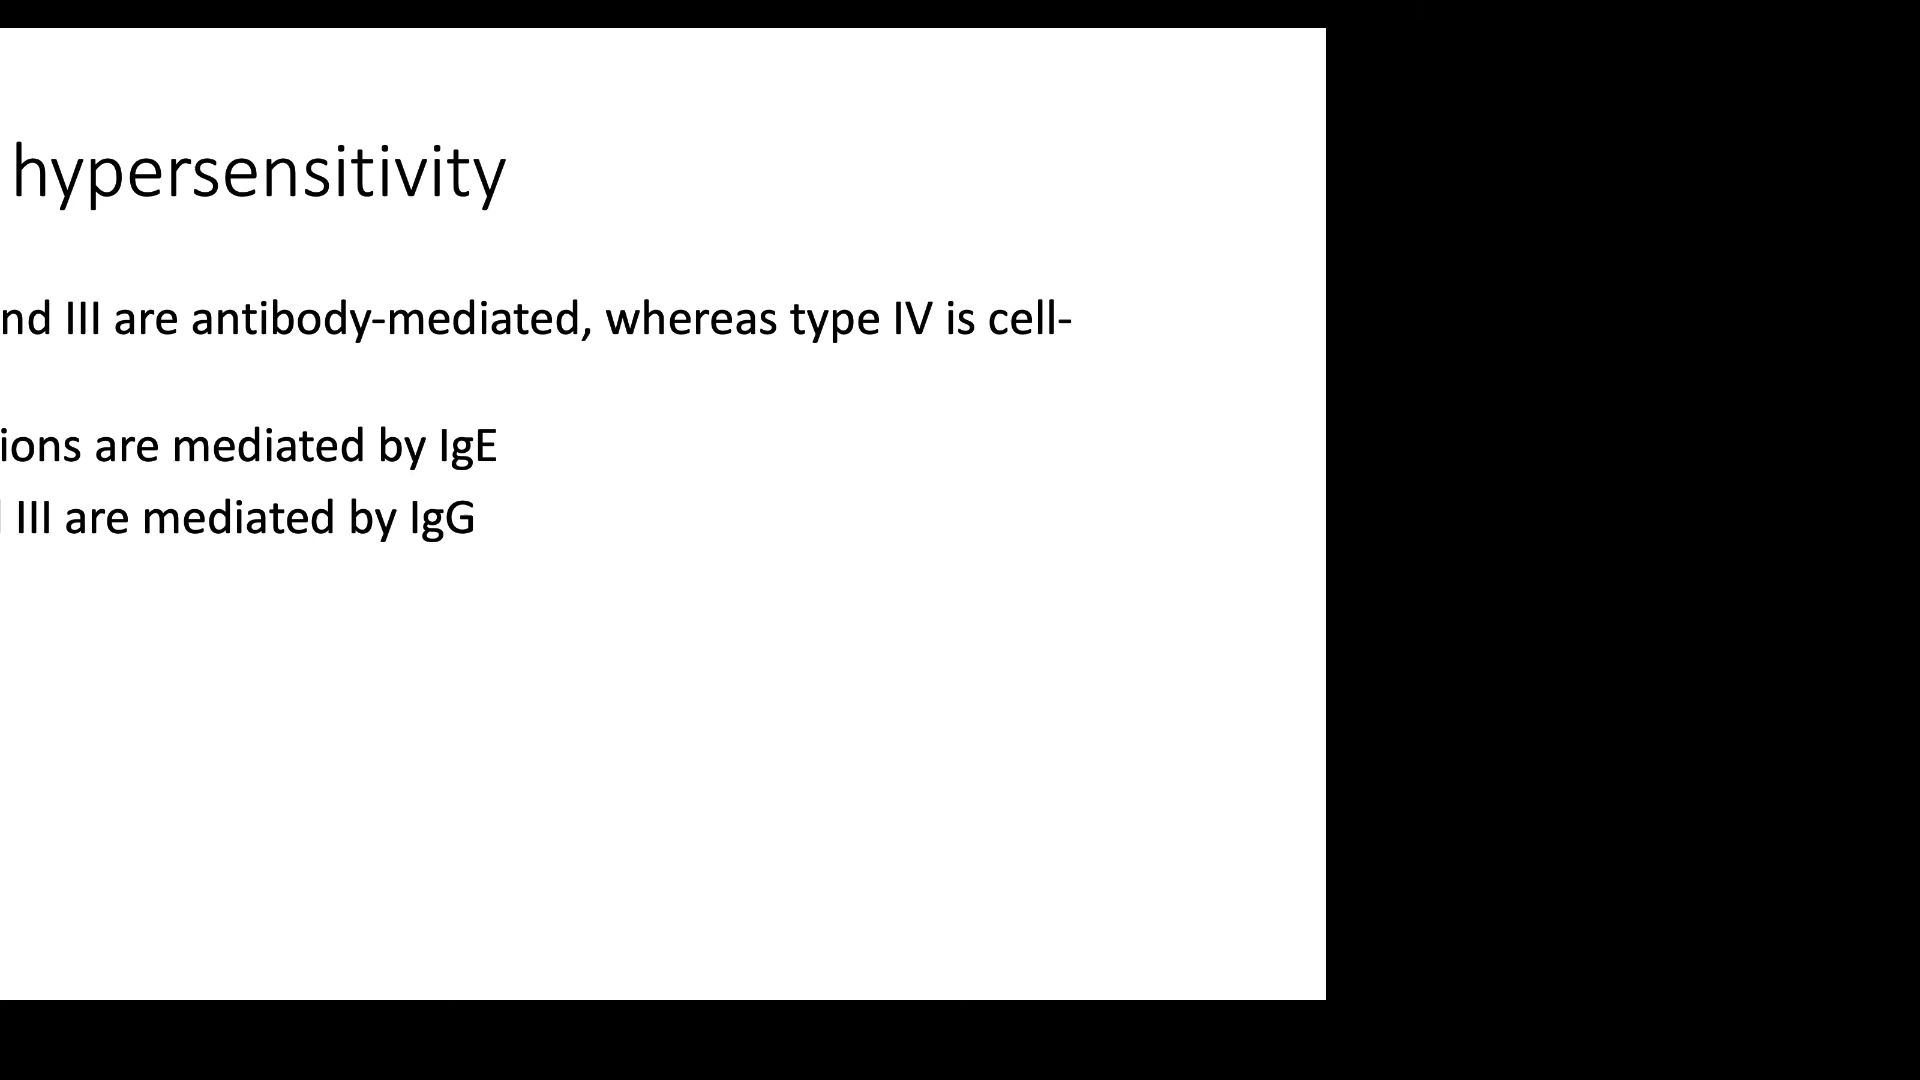 hypersensitivity
nd III are antibody-mediated, whereas type IV is cell-
ions are mediated by IgE
III are mediated by IgG